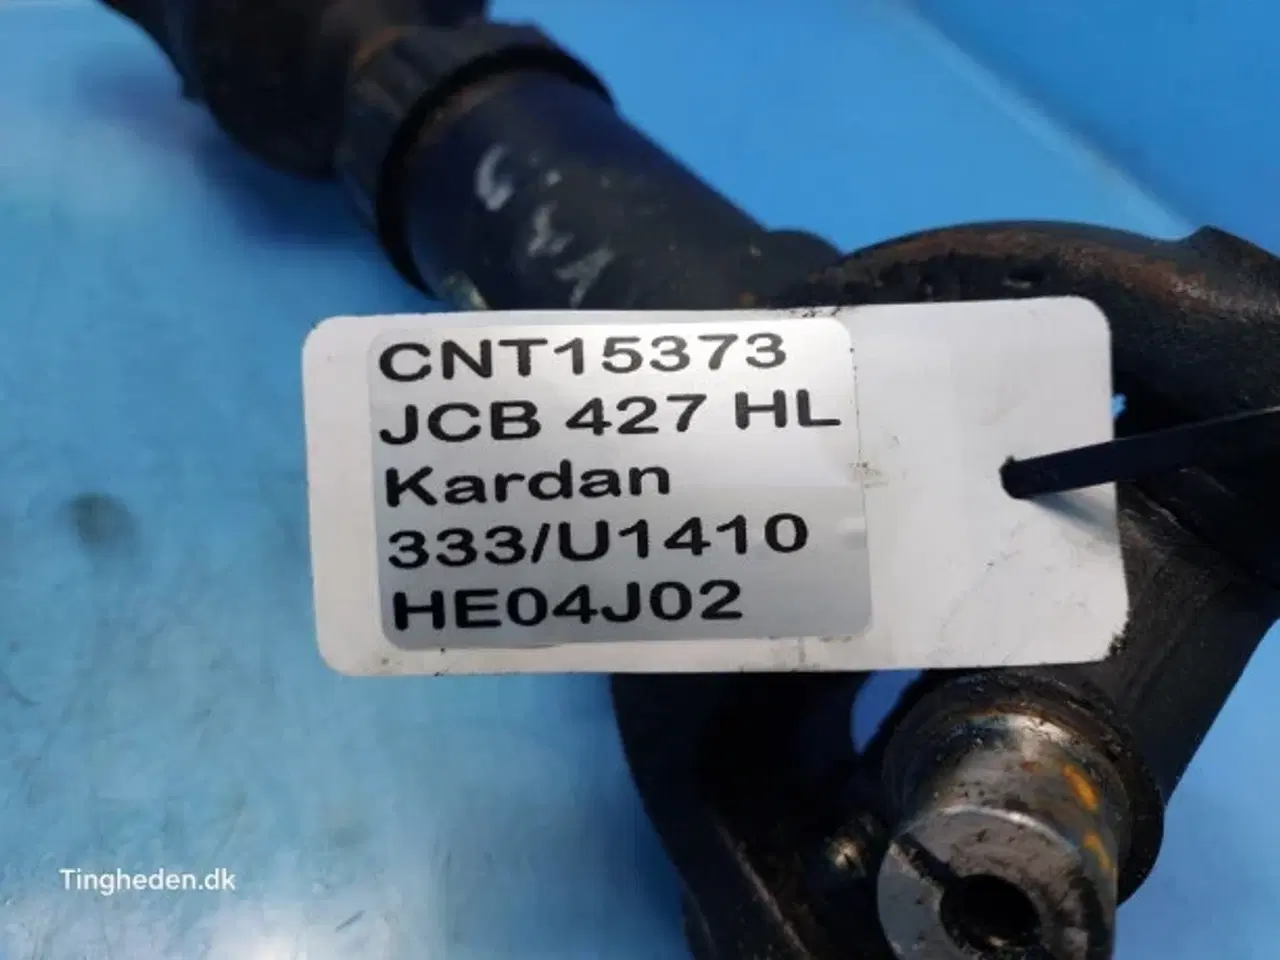 CNT15373
JCB 427 HL
Kardan
333/U1410
HE04J02
Tingheden.dk